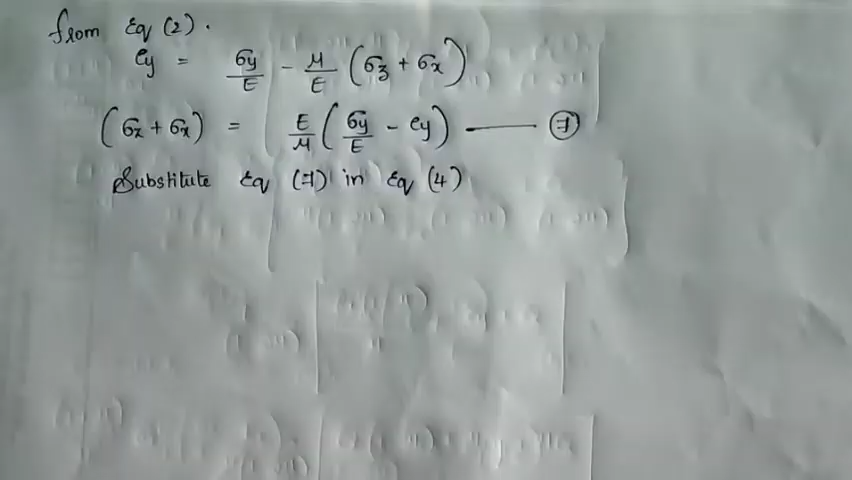 from Eq (2).
ey = σy/E - μ/E (σz + σx)
(σz + σx) = E/μ (σy/E - ey) —— (7)
Substitute Eq (7) in Eq (4)